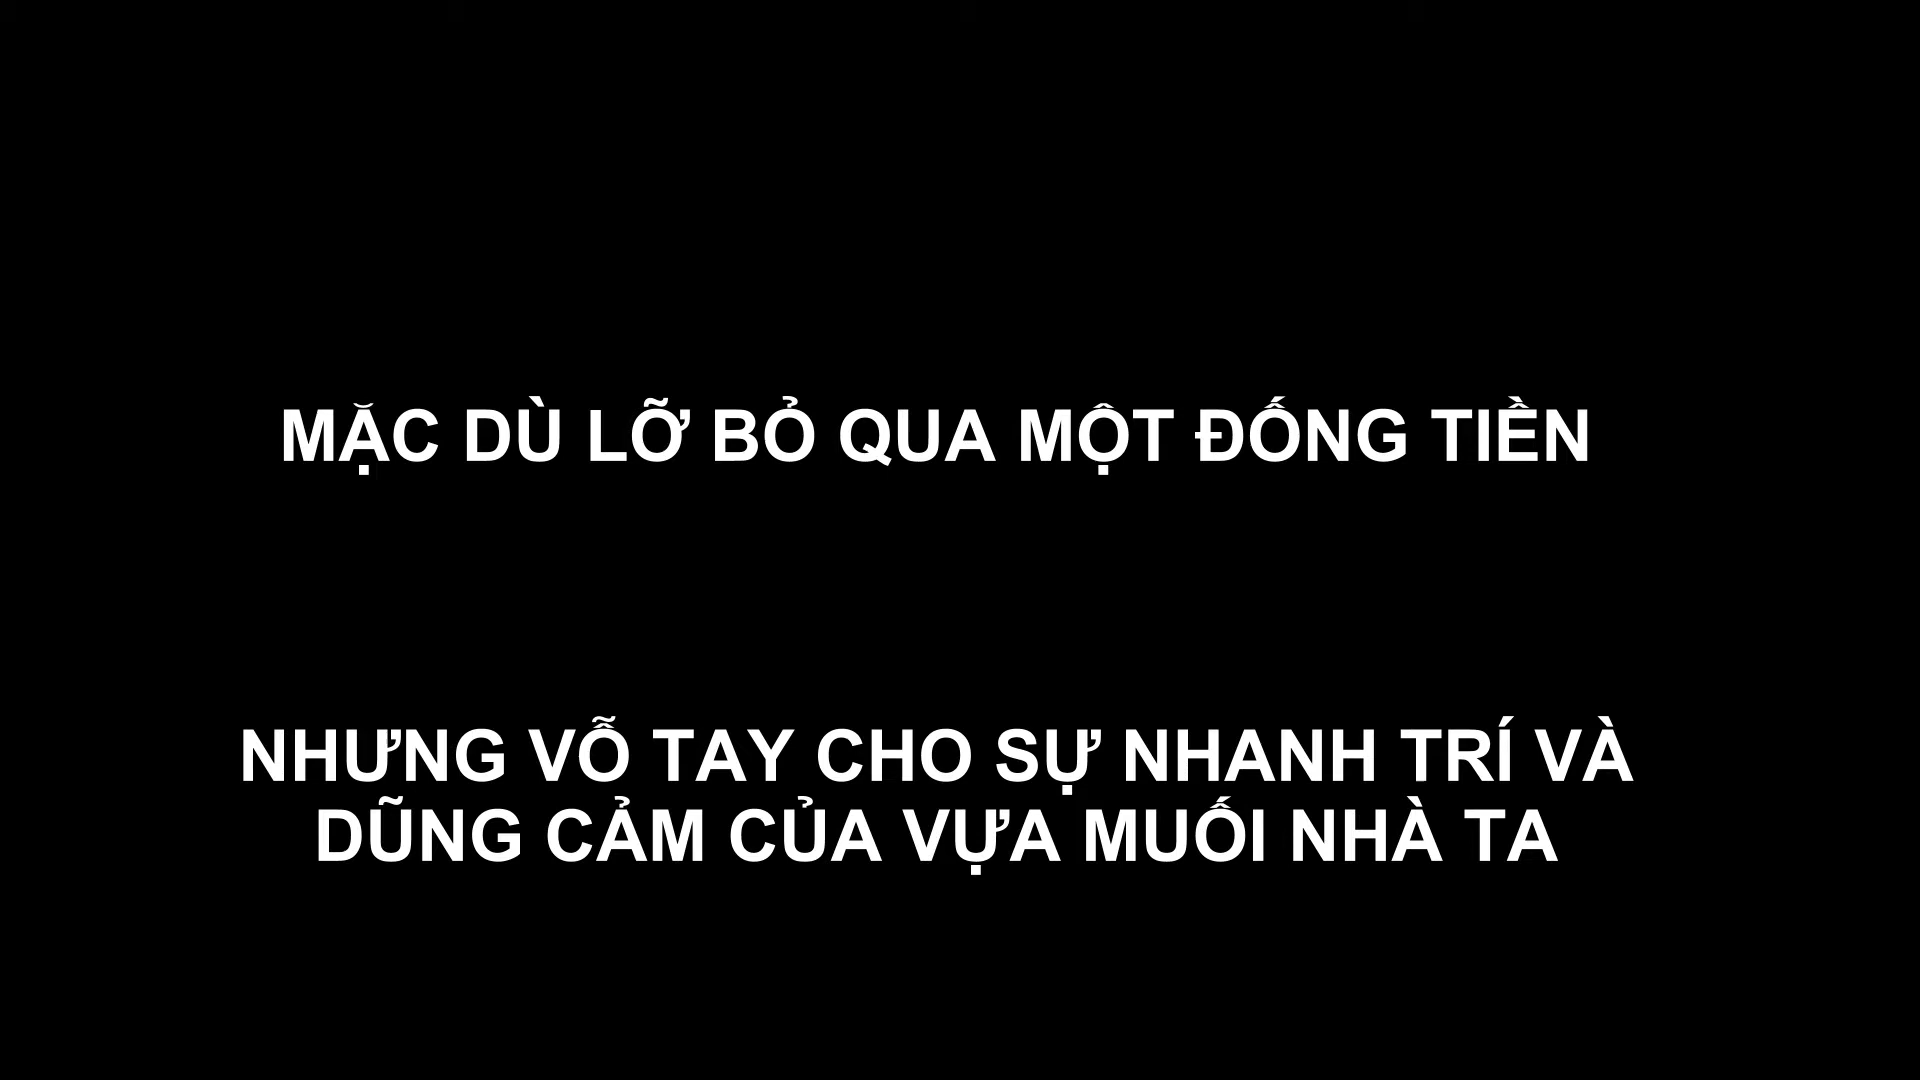 MẶC DÙ LỠ BỎ QUA MỘT ĐỐNG TIỀN
NHƯNG VỖ TAY CHO SỰ NHANH TRÍ VÀ
DŨNG CẢM CỦA VỰA MUỐI NHÀ TA